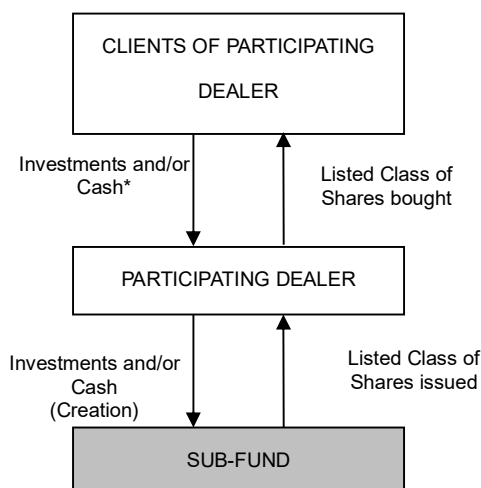 CLIENTS OF PARTICIPATING
DEALER
Investments and/or
Cash*
Listed Class of
Shares bought
PARTICIPATING DEALER
Investments and/or
Cash
(Creation)
Listed Class of
Shares issued
SUB-FUND